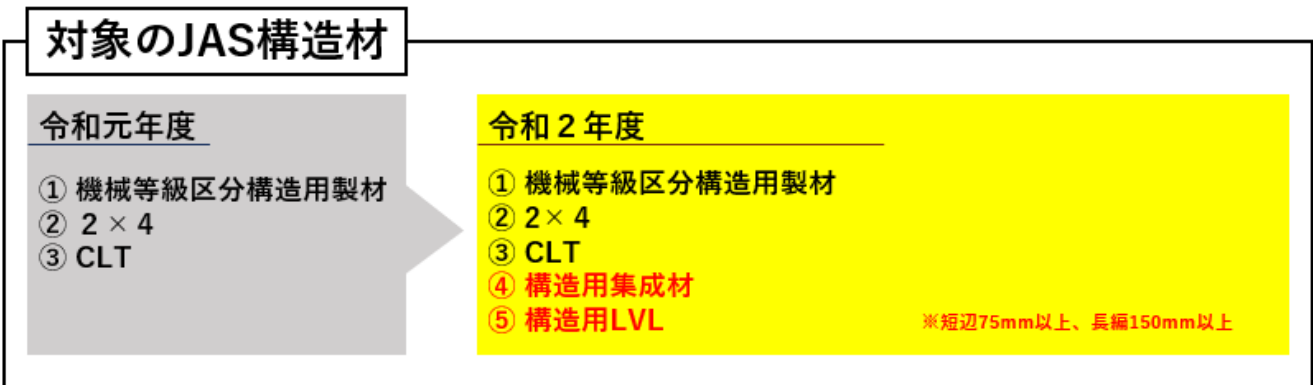 対象のJAS構造材
令和元年度
① 機械等級区分構造用製材
② 2×4
③ CLT
令和2年度
① 機械等級区分構造用製材
② 2×4
③ CLT
④ 構造用集成材
⑤ 構造用LVL
※短辺75mm以上、長編150mm以上